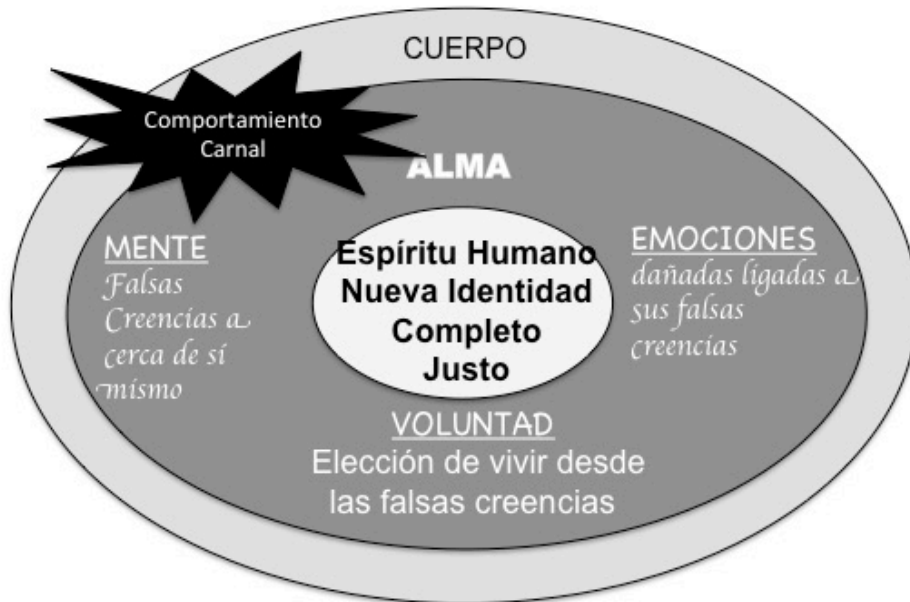 CUERPO
Comportamiento
Carnal
ALMA
MENTE
Falsas
Creencias a
cerca de sí
mismo
Espíritu Humano
Nueva Identidad
Completo
Justo
EMOCIONES
dañadas ligadas a
sus falsas
creencias
VOLUNTAD
Elección de vivir desde
las falsas creencias